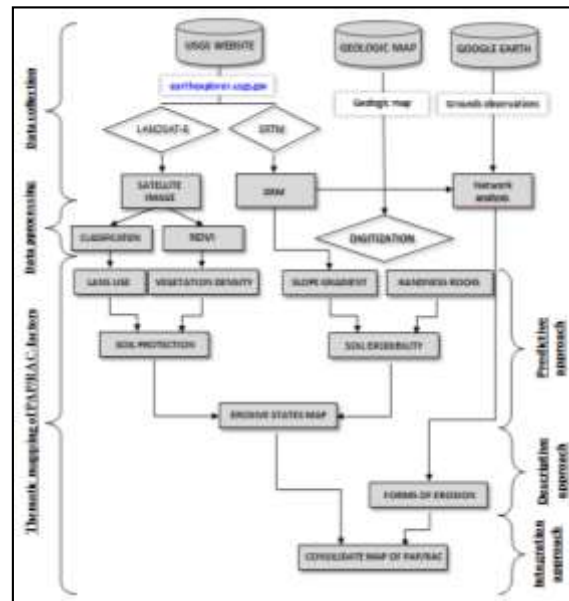 USGS WEBSITE
GEOLOGIC MAP
GOOGLE EARTH
earthexplorer.usgs.gov
Geologic map
Grounds observations
LANDSAT-8
SRTM
SATELLITE
IMAGE
DEM
Network
analysis
CLASSIFICATION
NDVI
DIGITIZATION
LAND USE
VEGETATION DENSITY
SLOPE GRADIENT
HARDNESS ROCKS
SOIL PROTECTION
SOIL ERODIBILITY
EROSIVE STATES MAP
FORMS OF EROSION
CONSOLIDATE MAP OF PAP/RAC
Data collection
Data pprocessing
Thematic mapping of PAP/RAC factors
Predictive
approach
Descriptive
approach
Integration
approach